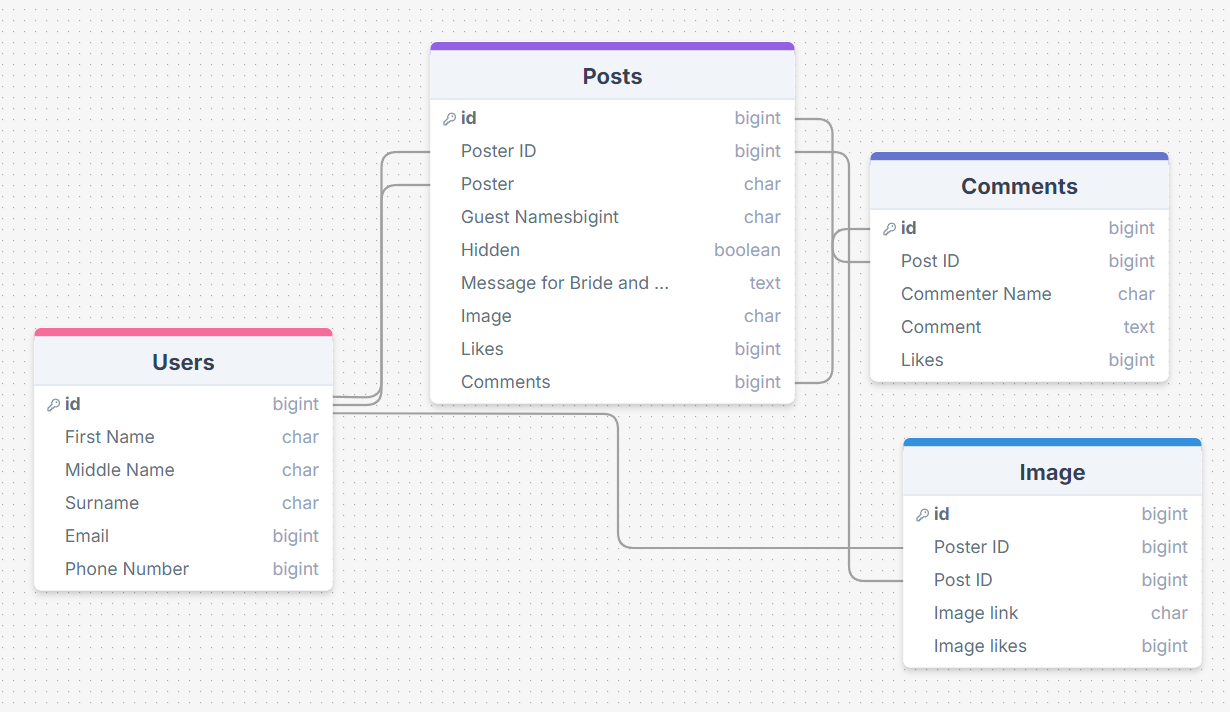 Posts
id bigint
Poster ID bigint
Poster char
Guest Namesbigint char
Hidden boolean
Message for Bride and ... text
Image char
Likes bigint
Comments bigint
Comments
id bigint
Post ID bigint
Commenter Name char
Comment text
Likes bigint
Users
id bigint
First Name char
Middle Name char
Surname char
Email bigint
Phone Number bigint
Image
id bigint
Poster ID bigint
Post ID bigint
Image link char
Image likes bigint